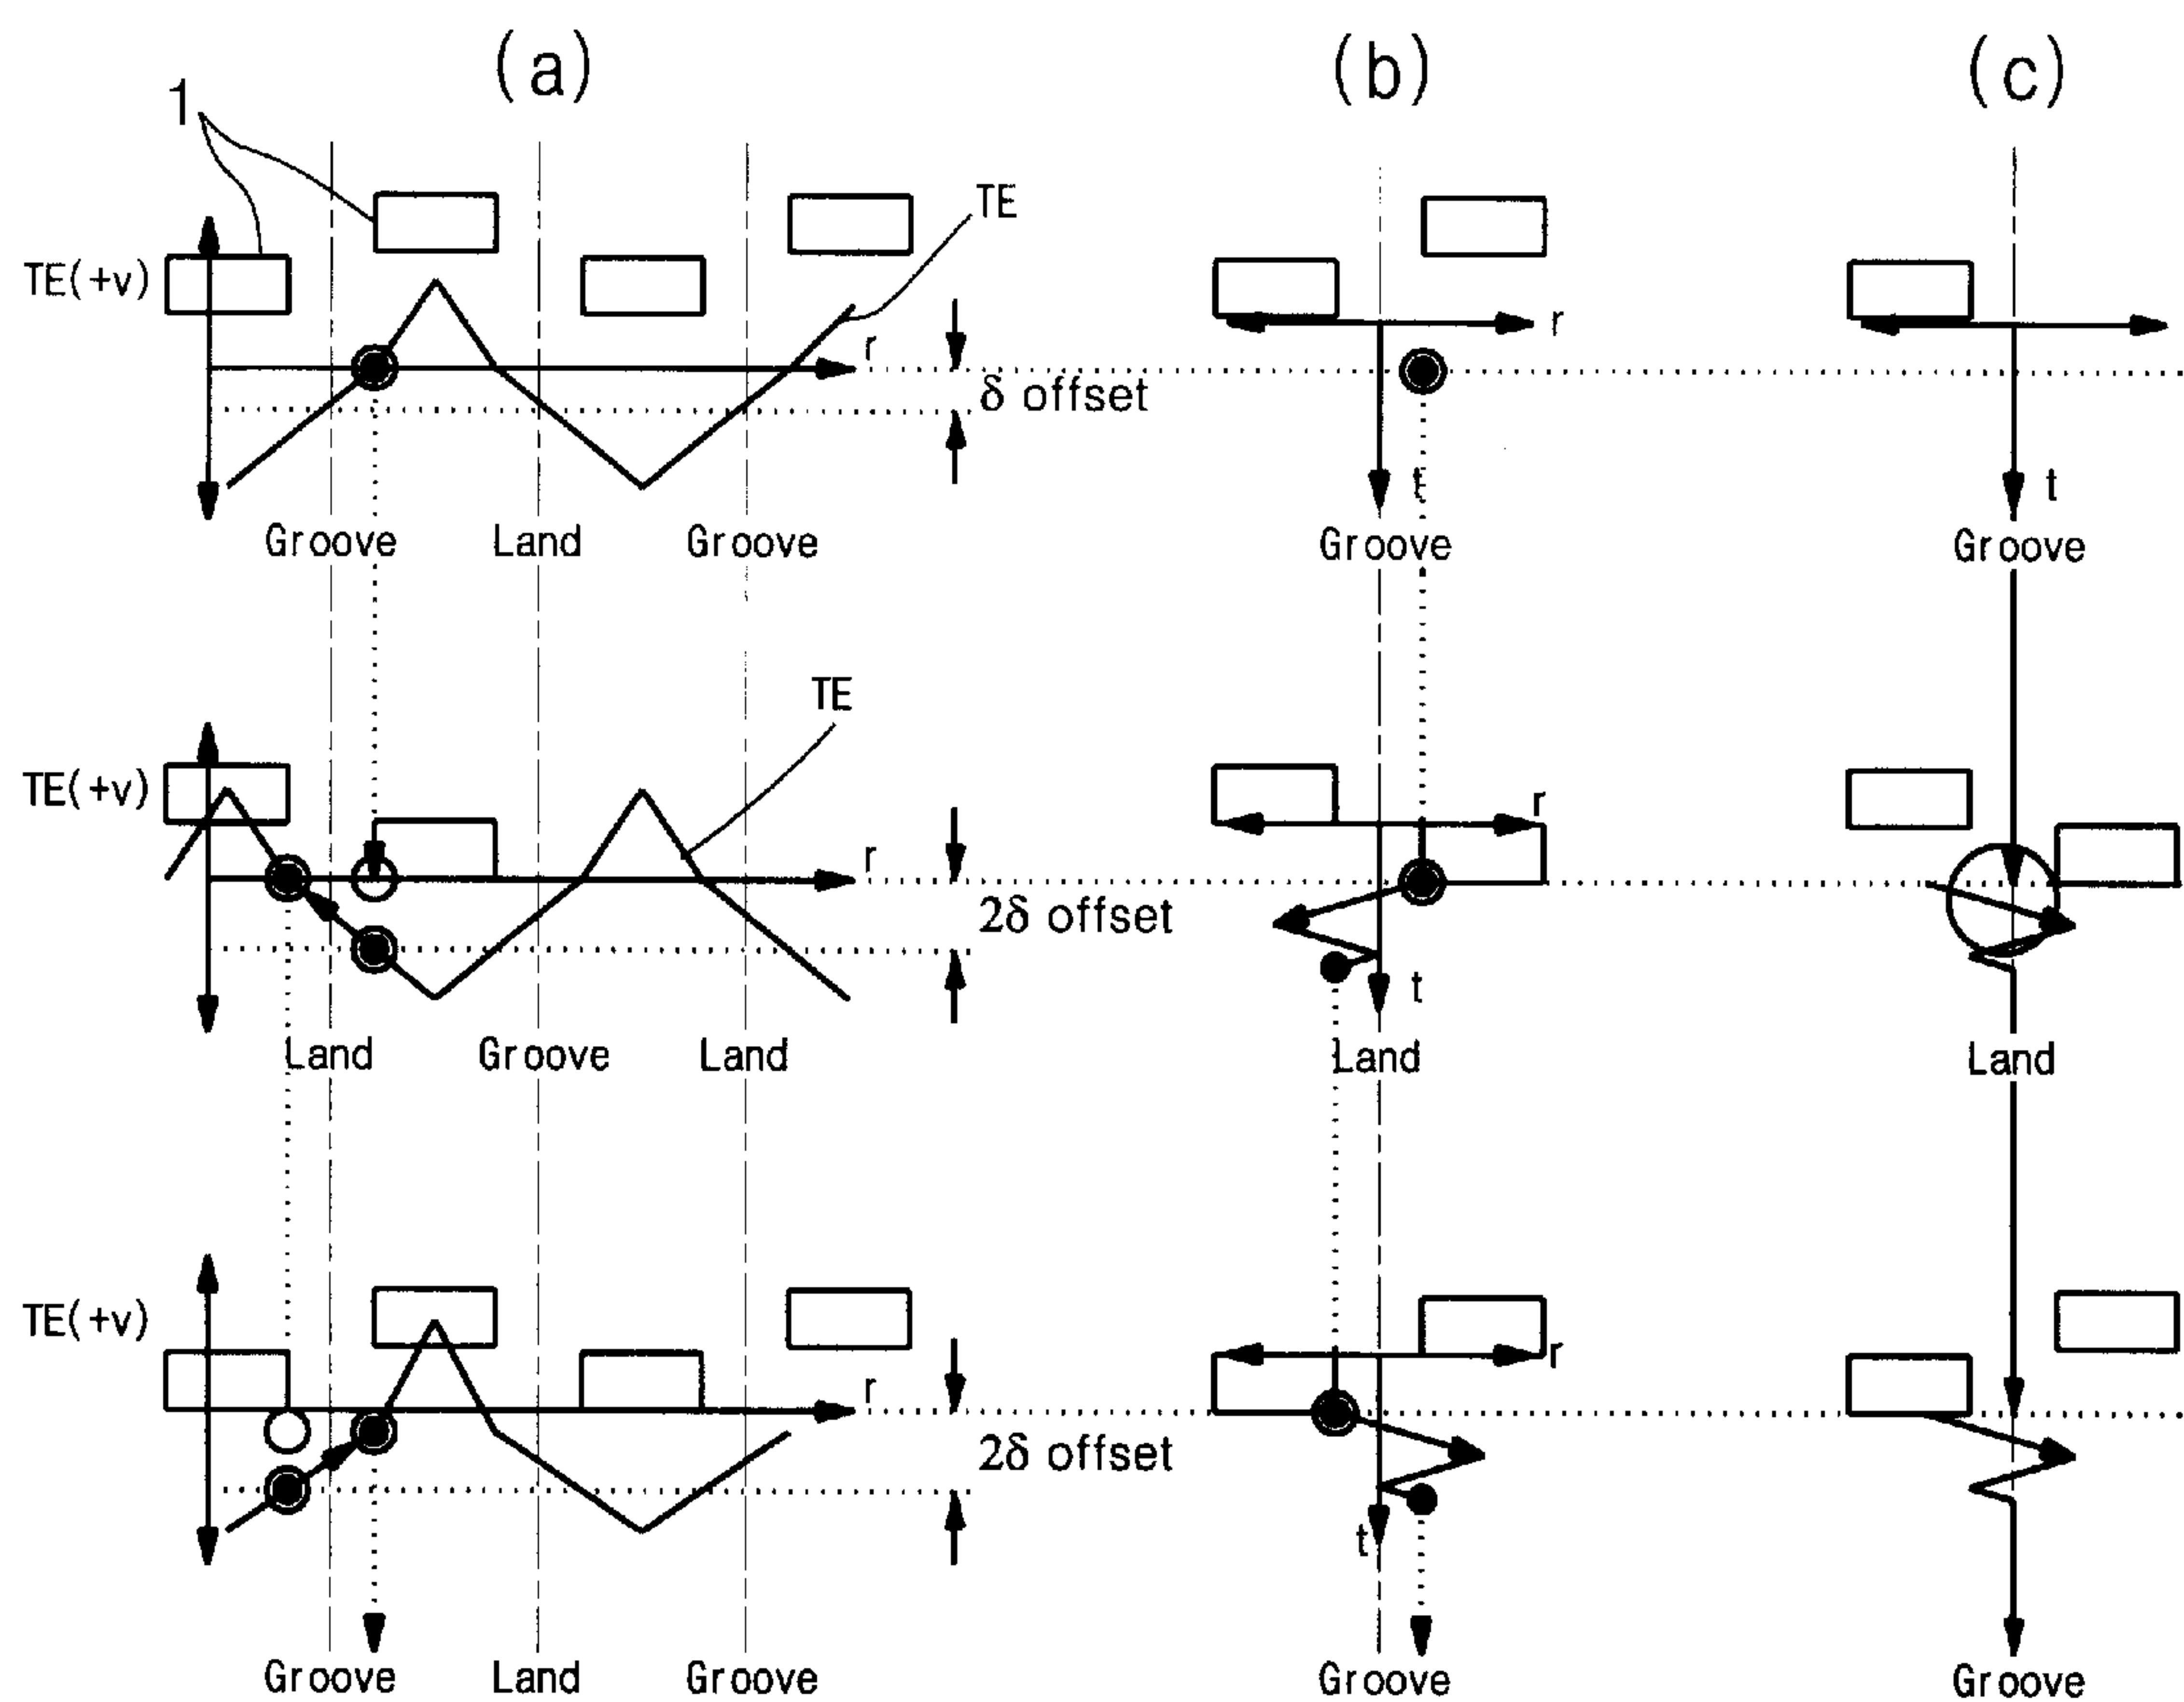 (a) (b) (c)
1
TE
TE(+v)
r
r
δ offset
t
t
Groove Land Groove Groove Groove
TE
TE(+v)
r
r
2δ offset
t
Land Groove Land Land Land
TE(+v)
r
r
2δ offset
t
Groove Land Groove Groove Groove